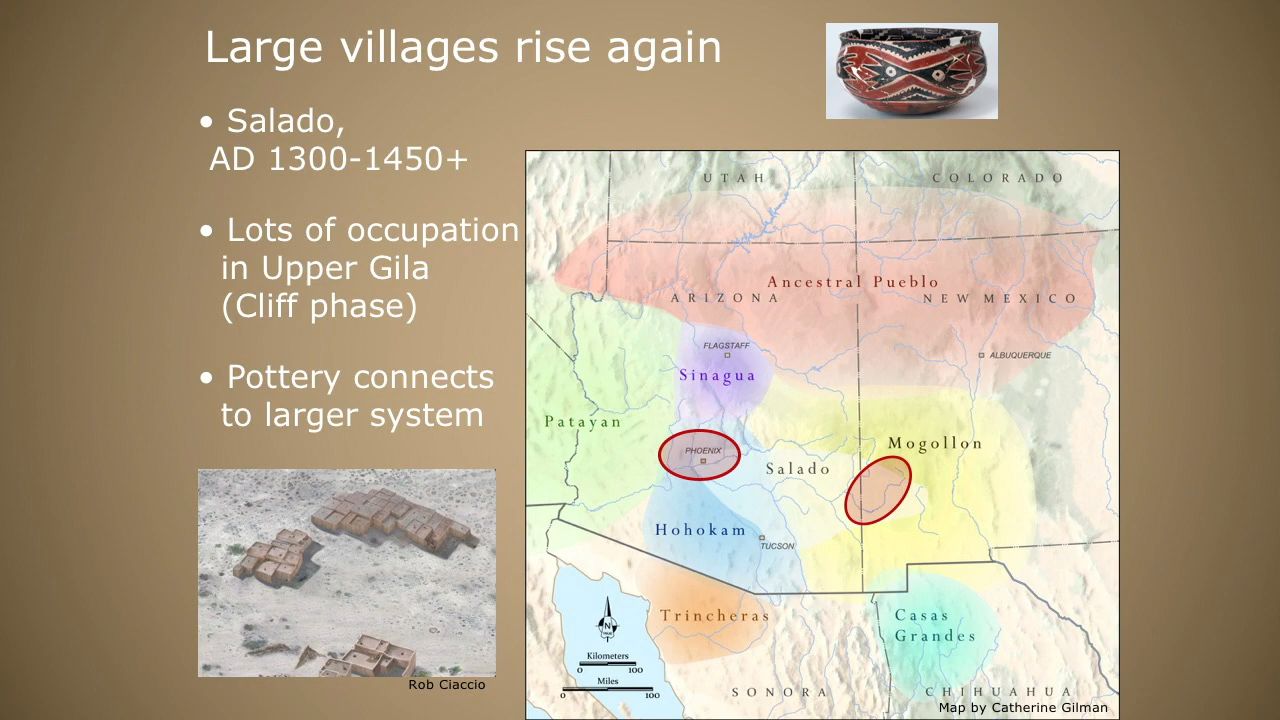 Large villages rise again
• Salado,
AD 1300-1450+
• Lots of occupation
in Upper Gila
(Cliff phase)
• Pottery connects
to larger system
Rob Ciaccio
UTAH
COLORADO
Ancestral Pueblo
ARIZONA
NEW MEXICO
FLAGSTAFF
ALBUQUERQUE
Sinagua
Patayan
Mogollon
PHOENIX
Salado
Hohokam
TUCSON
Trincheras
Casas
Grandes
N
TRUE
Kilometers
0 100
Miles
0 100
SONORA
CHIHUAHUA
Map by Catherine Gilman